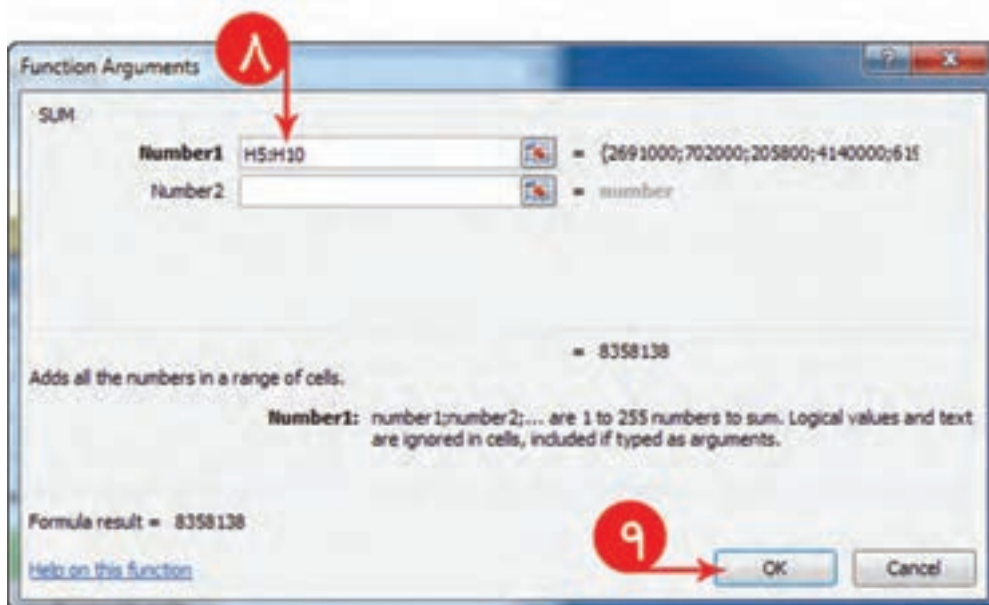 ٨
Function Arguments
SUM
Number1 H5:H10 = {2691000;702000;205800;4140000;619
Number2 = number
= 8358138
Adds all the numbers in a range of cells.
Number1: number1;number2;... are 1 to 255 numbers to sum. Logical values and text
are ignored in cells, included if typed as arguments.
Formula result = 8358138
٩
Help on this function OK Cancel